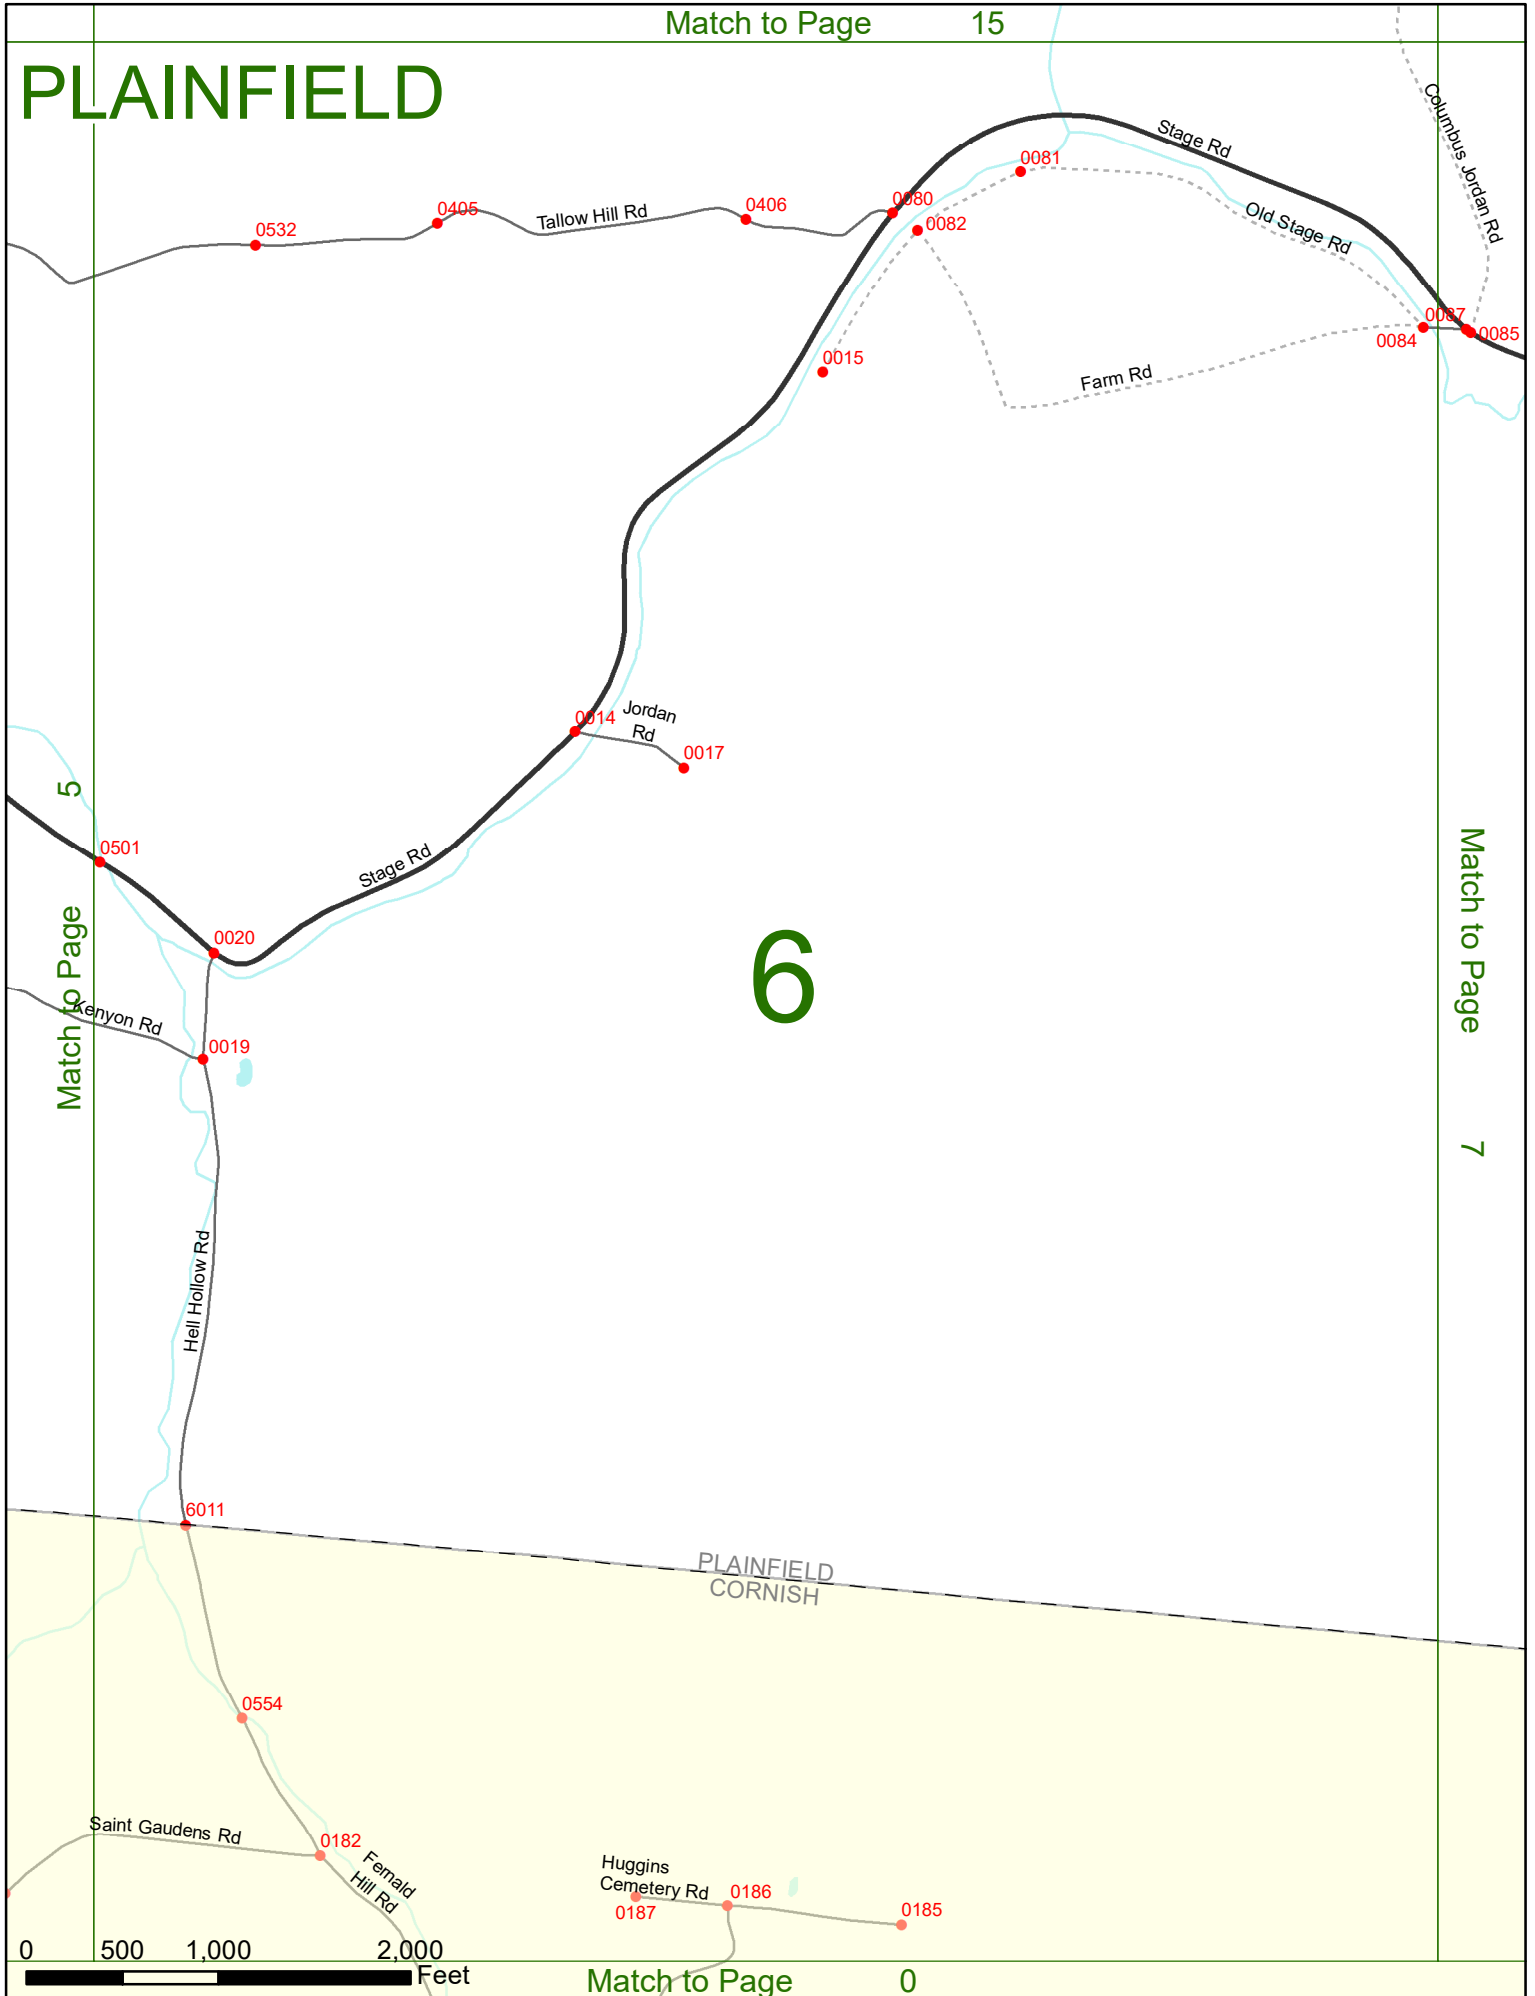 Match to Page 15
PLAINFIELD
Columbus Jordan Rd
Stage Rd
0081
0405
0406
0080
Tallow Hill Rd
0532
0082
Old Stage Rd
0087
0084
0085
0015
Farm Rd
Jordan
Rd
0014
0017
Match to Page 5
0501
Stage Rd
Match to Page 7
0020
6
Kenyon Rd
0019
Hell Hollow Rd
6011
PLAINFIELD
CORNISH
0554
Saint Gaudens Rd
0182
Fernald
Hill Rd
Huggins
Cemetery Rd
0186
0187
0185
0 500 1,000 2,000
Feet
Match to Page 0